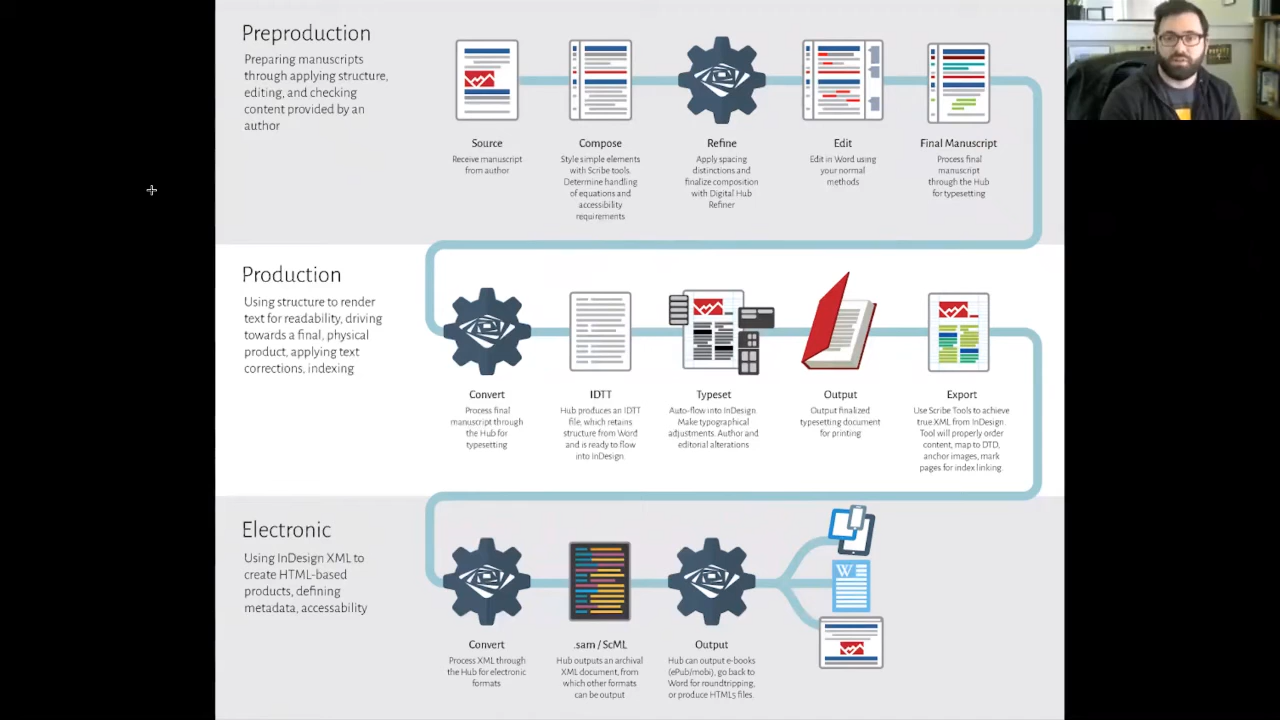 Preproduction
Preparing manuscripts
through applying structure,
editing, and checking
content provided by an
author
Source
Receive manuscript
from author
Compose
Style simple elements
with Scribe tools.
Determine handling
of equations and
accessibility
requirements
Refine
Apply spacing
distinctions and
finalize composition
with Digital Hub
Refiner
Edit
Edit in Word using
your normal
methods
Final Manuscript
Process final
manuscript
through the Hub
for typesetting
Production
Using structure to render
text for readability, driving
towards a final, physical
product, applying text
corrections, indexing
Convert
Process final
manuscript through
the Hub for
typesetting
IDTT
Hub produces an IDTT
file, which retains
structure from Word
and is ready to flow
into InDesign.
Typeset
Auto-flow into InDesign.
Make typographical
adjustments. Author and
editorial alterations
Output
Output finalized
typesetting document
for printing
Export
Use Scribe Tools to achieve
true XML from InDesign.
Tool will properly order
content, map to DTD,
anchor images, mark
pages for index linking.
Electronic
Using InDesign XML to
create HTML-based
products, defining
metadata, accessability
Convert
Process XML through
the Hub for electronic
formats
.sam / ScML
Hub outputs an archival
XML document, from
which other formats
can be output
Output
Hub can output e-books
(ePub/mobi), go back to
Word for roundtripping,
or produce HTML5 files.
W